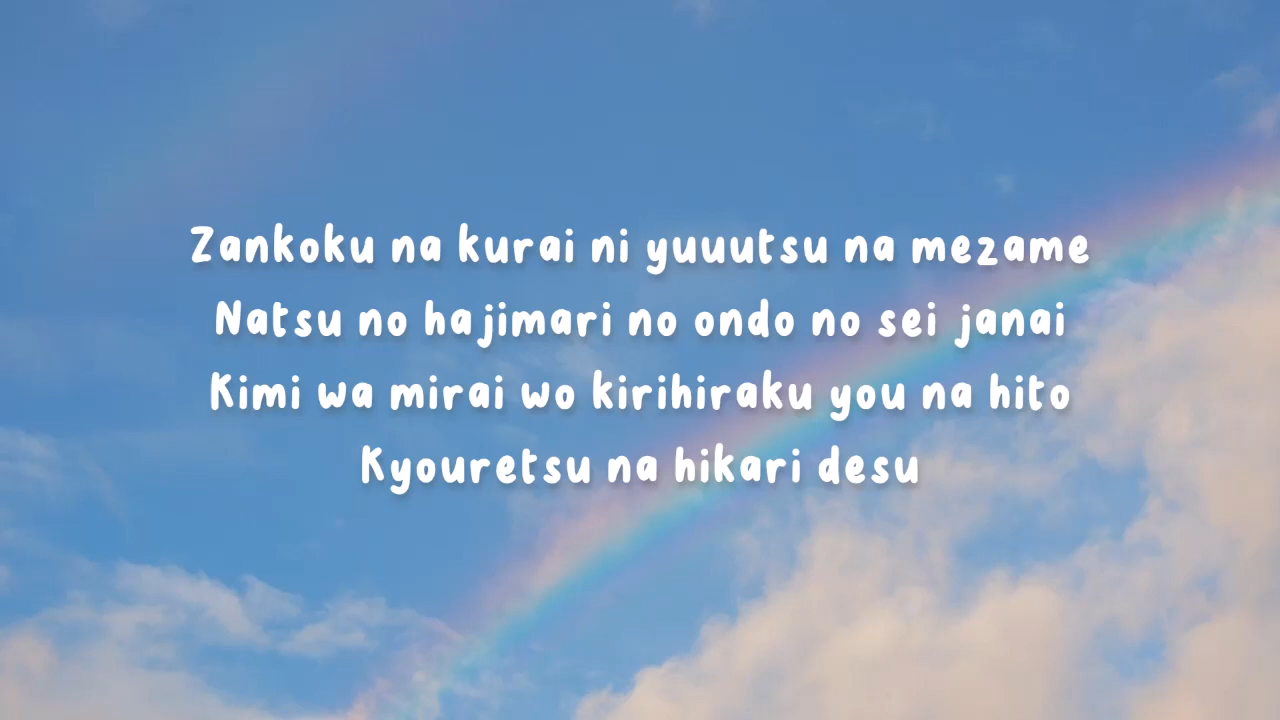 Zankoku na kurai ni yuuutsu na mezame
Natsu no hajimari no ondo no sei janai
Kimi wa mirai wo kirihiraku you na hito
Kyouretsu na hikari desu